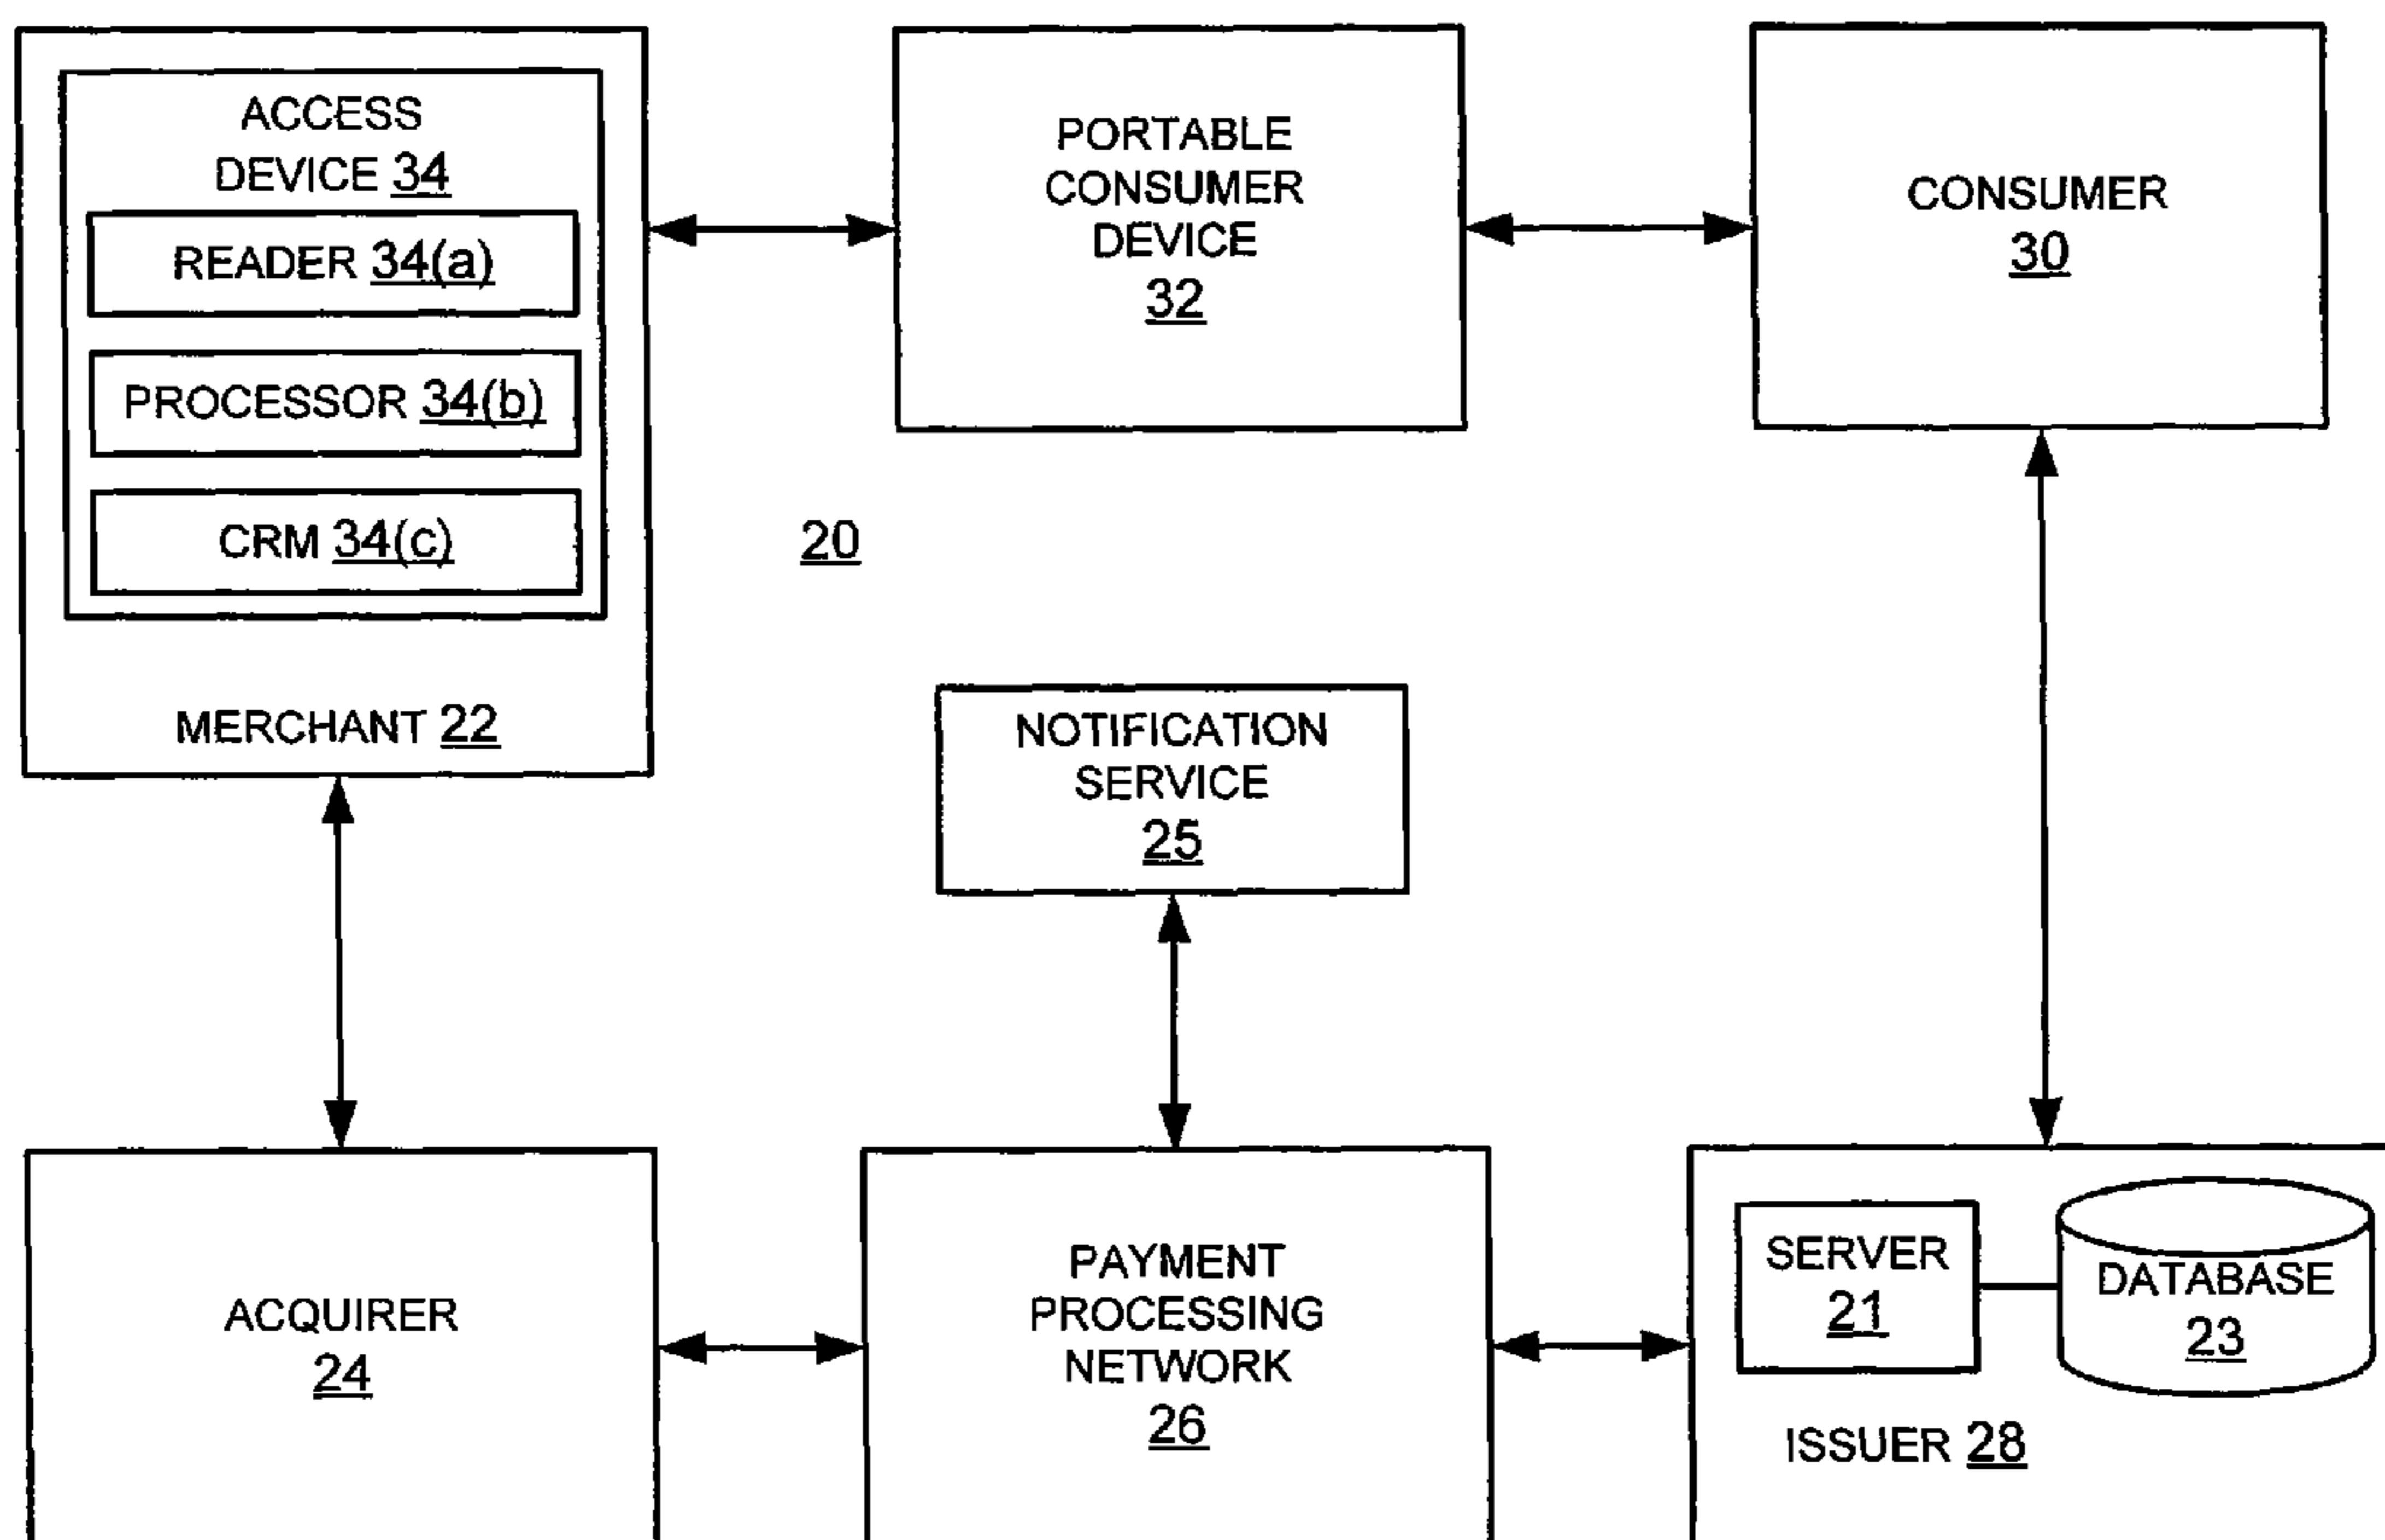 ACCESS
DEVICE 34
READER 34(a)
PROCESSOR 34(b)
CRM 34(c)
MERCHANT 22
PORTABLE
CONSUMER
DEVICE
32
CONSUMER
30
20
NOTIFICATION
SERVICE
25
ACQUIRER
24
PAYMENT
PROCESSING
NETWORK
26
SERVER
21
DATABASE
23
ISSUER 28